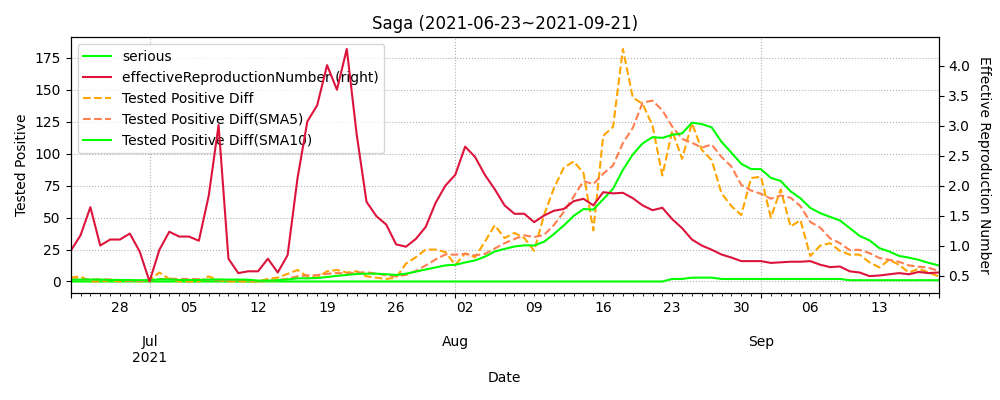 Saga (2021-06-23~2021-09-21)
serious
effectiveReproductionNumber (right)
Tested Positive Diff
Tested Positive Diff(SMA5)
Tested Positive Diff(SMA10)
Tested Positive
175
150
125
100
75
50
25
0
4.0
3.5
3.0
2.5
2.0
1.5
1.0
0.5
Effective Reproduction Number
28 05 12 19 26 02 09 16 23 30 06 13
Jul Aug Sep
2021
Date